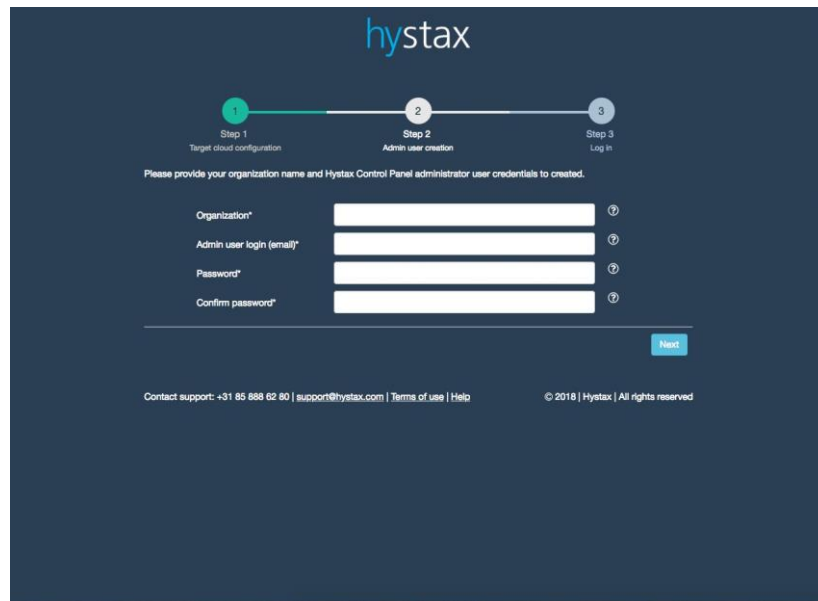 hystax
1
2
3
Step 1
Step 2
Step 3
Target cloud configuration
Admin user creation
Log in
Please provide your organization name and Hystax Control Panel administrator user credentials to created.
Organization*
?
Admin user login (email)*
?
Password*
?
Confirm password*
?
Next
Contact support: +31 85 888 62 80 | support@hystax.com | Terms of use | Help
© 2018 | Hystax | All rights reserved